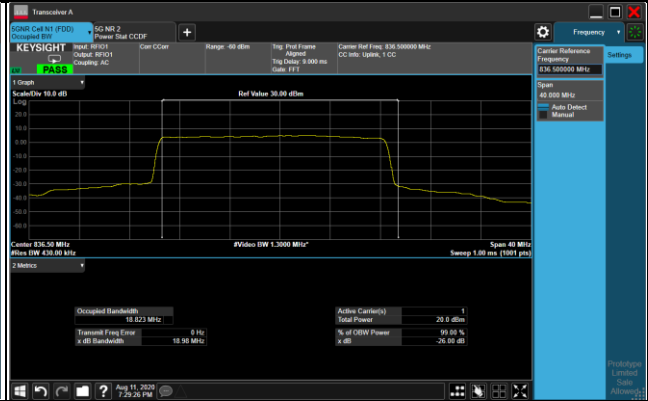 Transceiver A
5GNR Cell N1 (FDD)
Occupied BW
5G NR 2
Power Stat CCDF
+
Frequency
KEYSIGHT
Input: RFIO1
Output: RFIO1
Coupling: AC
Corr CCorr
Range: -60 dBm
Trig: Prot Frame
Aligned
Trig Delay: 9.000 ms
Gate: FFT
Carrier Ref Freq: 836.500000 MHz
CC Info: Uplink, 1 CC
PASS
Carrier Reference
Frequency
836.500000 MHz
Settings
Span
40.000 MHz
Auto Detect
Manual
1 Graph
Scale/Div 10.0 dB
Ref Value 30.00 dBm
Log
20.0
10.0
0.00
-10.0
-20.0
-30.0
-40.0
-50.0
-60.0
Center 836.50 MHz
#Video BW 1.3000 MHz*
Span 40 MHz
#Res BW 430.00 kHz
Sweep 1.00 ms (1001 pts)
2 Metrics
Occupied Bandwidth
18.823 MHz
Active Carrier(s) 1
Total Power 20.0 dBm
Transmit Freq Error 0 Hz
x dB Bandwidth 18.98 MHz
% of OBW Power 99.00 %
x dB -26.00 dB
Aug 11, 2020
7:29:26 PM
Prototype
Limited
Sale
Allowed